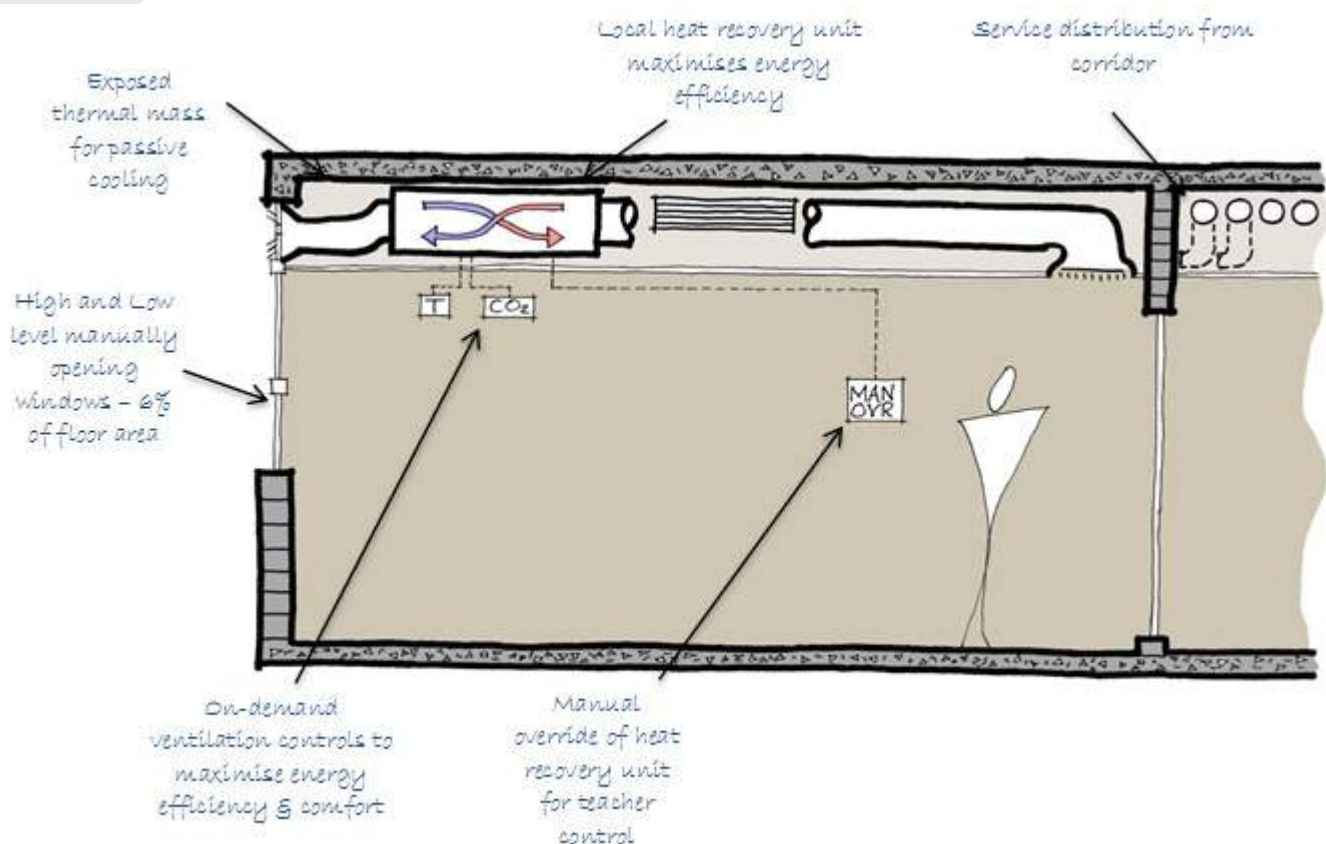 Local heat recovery unit
maximises energy
efficiency
Service distribution from
corridor
Exposed
thermal mass
for passive
cooling
T
CO₂
High and Low
level manually
opening
windows – 6%
of floor area
MAN
OVR
On-demand
ventilation controls to
maximise energy
efficiency & comfort
Manual
override of heat
recovery unit
for teacher
control